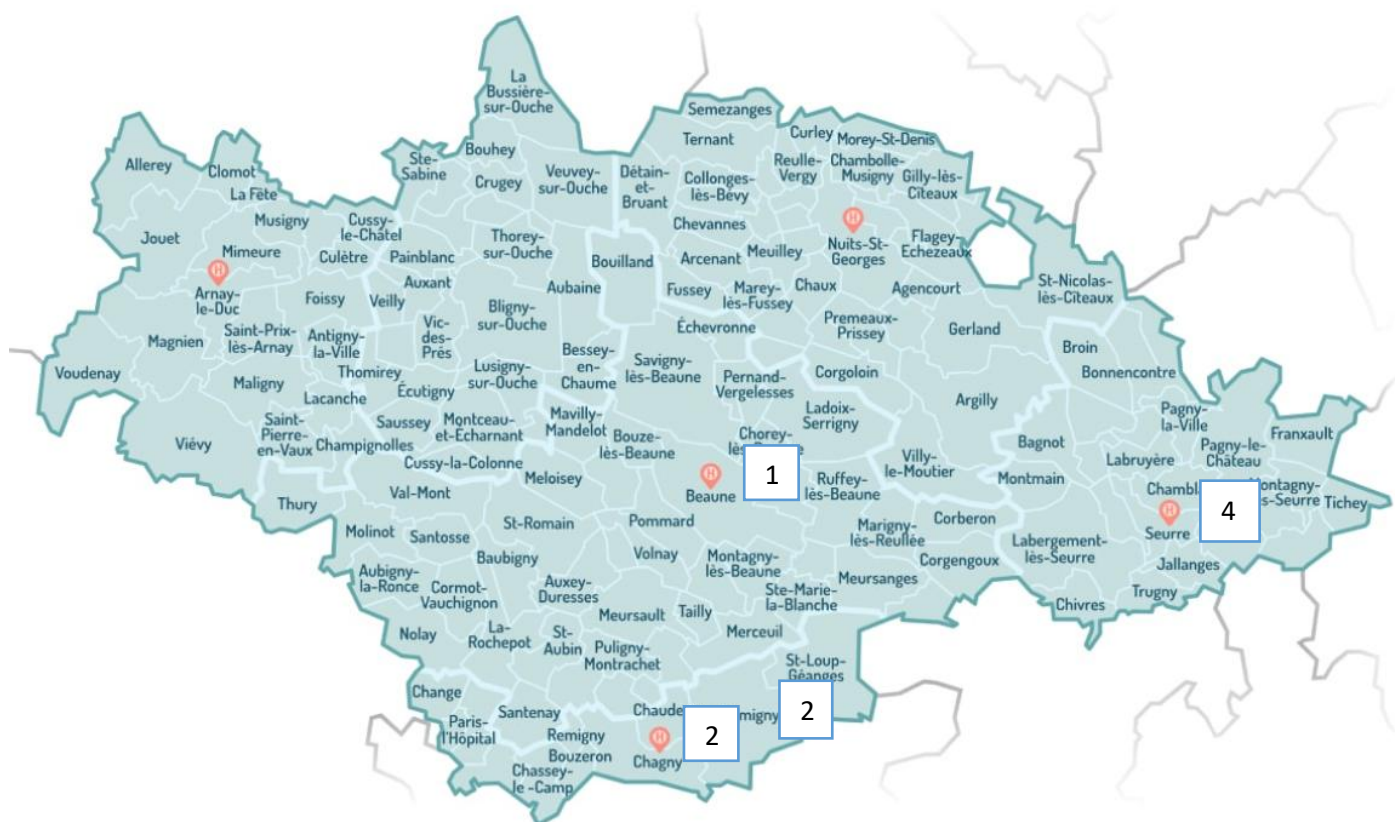 La
Bussière-
sur-Ouche
Semezanges
Ternant
Curley
Morey-St-Denis
Allerey
Clomot
Ste-
Sabine
Bouhey
Veuvey-
sur-Ouche
Détain-
et-
Bruant
Collonges-
lès-Bévy
Reulle-
Vergy
Chambolle-
Musigny
Gilly-lès-
Cîteaux
La Fête
Crugey
Musigny
Cussy-
le-Châtel
Chevannes
H
Jouet
Mimeure
Culètre
Painblanc
Thorey-
sur-Ouche
Bouilland
Arcenant
Meuilley
Nuits-St-
Georges
Flagey-
Echezeaux
H
Arnay-
le-Duc
Foissy
Veilly
Auxant
Aubaine
Fussey
Marey-
lès-Fussey
Chaux
Agencourt
St-Nicolas-
lès-Cîteaux
Magnien
Saint-Prix-
lès-Arnay
Antigny-
la-Ville
Vic-
des-
Prés
Bligny-
sur-Ouche
Échevronne
Premeaux-
Prissey
Gerland
Broin
Voudenay
Maligny
Thomirey
Écutigny
Lusigny-
sur-Ouche
Bessey-
en-
Chaume
Savigny-
lès-Beaune
Pernand-
Vergelesses
Corgoloin
Bonnencontre
Lacanche
Argilly
Viévy
Saint-
Pierre-
en-Vaux
Champignolles
Saussey
Montceau-
et-Écharnant
Mavilly-
Mandelot
Bouze-
lès-Beaune
Chorey-
Ladoix-
Serrigny
Bagnot
Pagny-
la-Ville
Franxault
Cussy-la-Colonne
Meloisey
H
Beaune
1
Villy-
le-Moutier
Montmain
Labruyère
Pagny-le-
Château
Thury
Val-Mont
Ruffey-
lès-Beaune
H
Seurre
4
Tichey
Molinot
Santosse
St-Romain
Pommard
Corberon
Baubigny
Volnay
Marigny-
lès-Reullée
Labergement-
lès-Seurre
Jallanges
Aubigny-
la-Ronce
Cormot-
Vauchignon
Auxey-
Duresses
Montagny-
lès-Beaune
Meursanges
Corgengoux
Trugny
Chivres
Meursault
Tailly
Ste-Marie-
la-Blanche
Nolay
La-
Rochepot
St-
Aubin
Puligny-
Montrachet
Merceuil
St-Loup-
Géanges
Change
Santenay
2
Paris-
l'Hôpital
Remigny
H
Chagny
2
Bouzeron
Chassey-
le -Camp